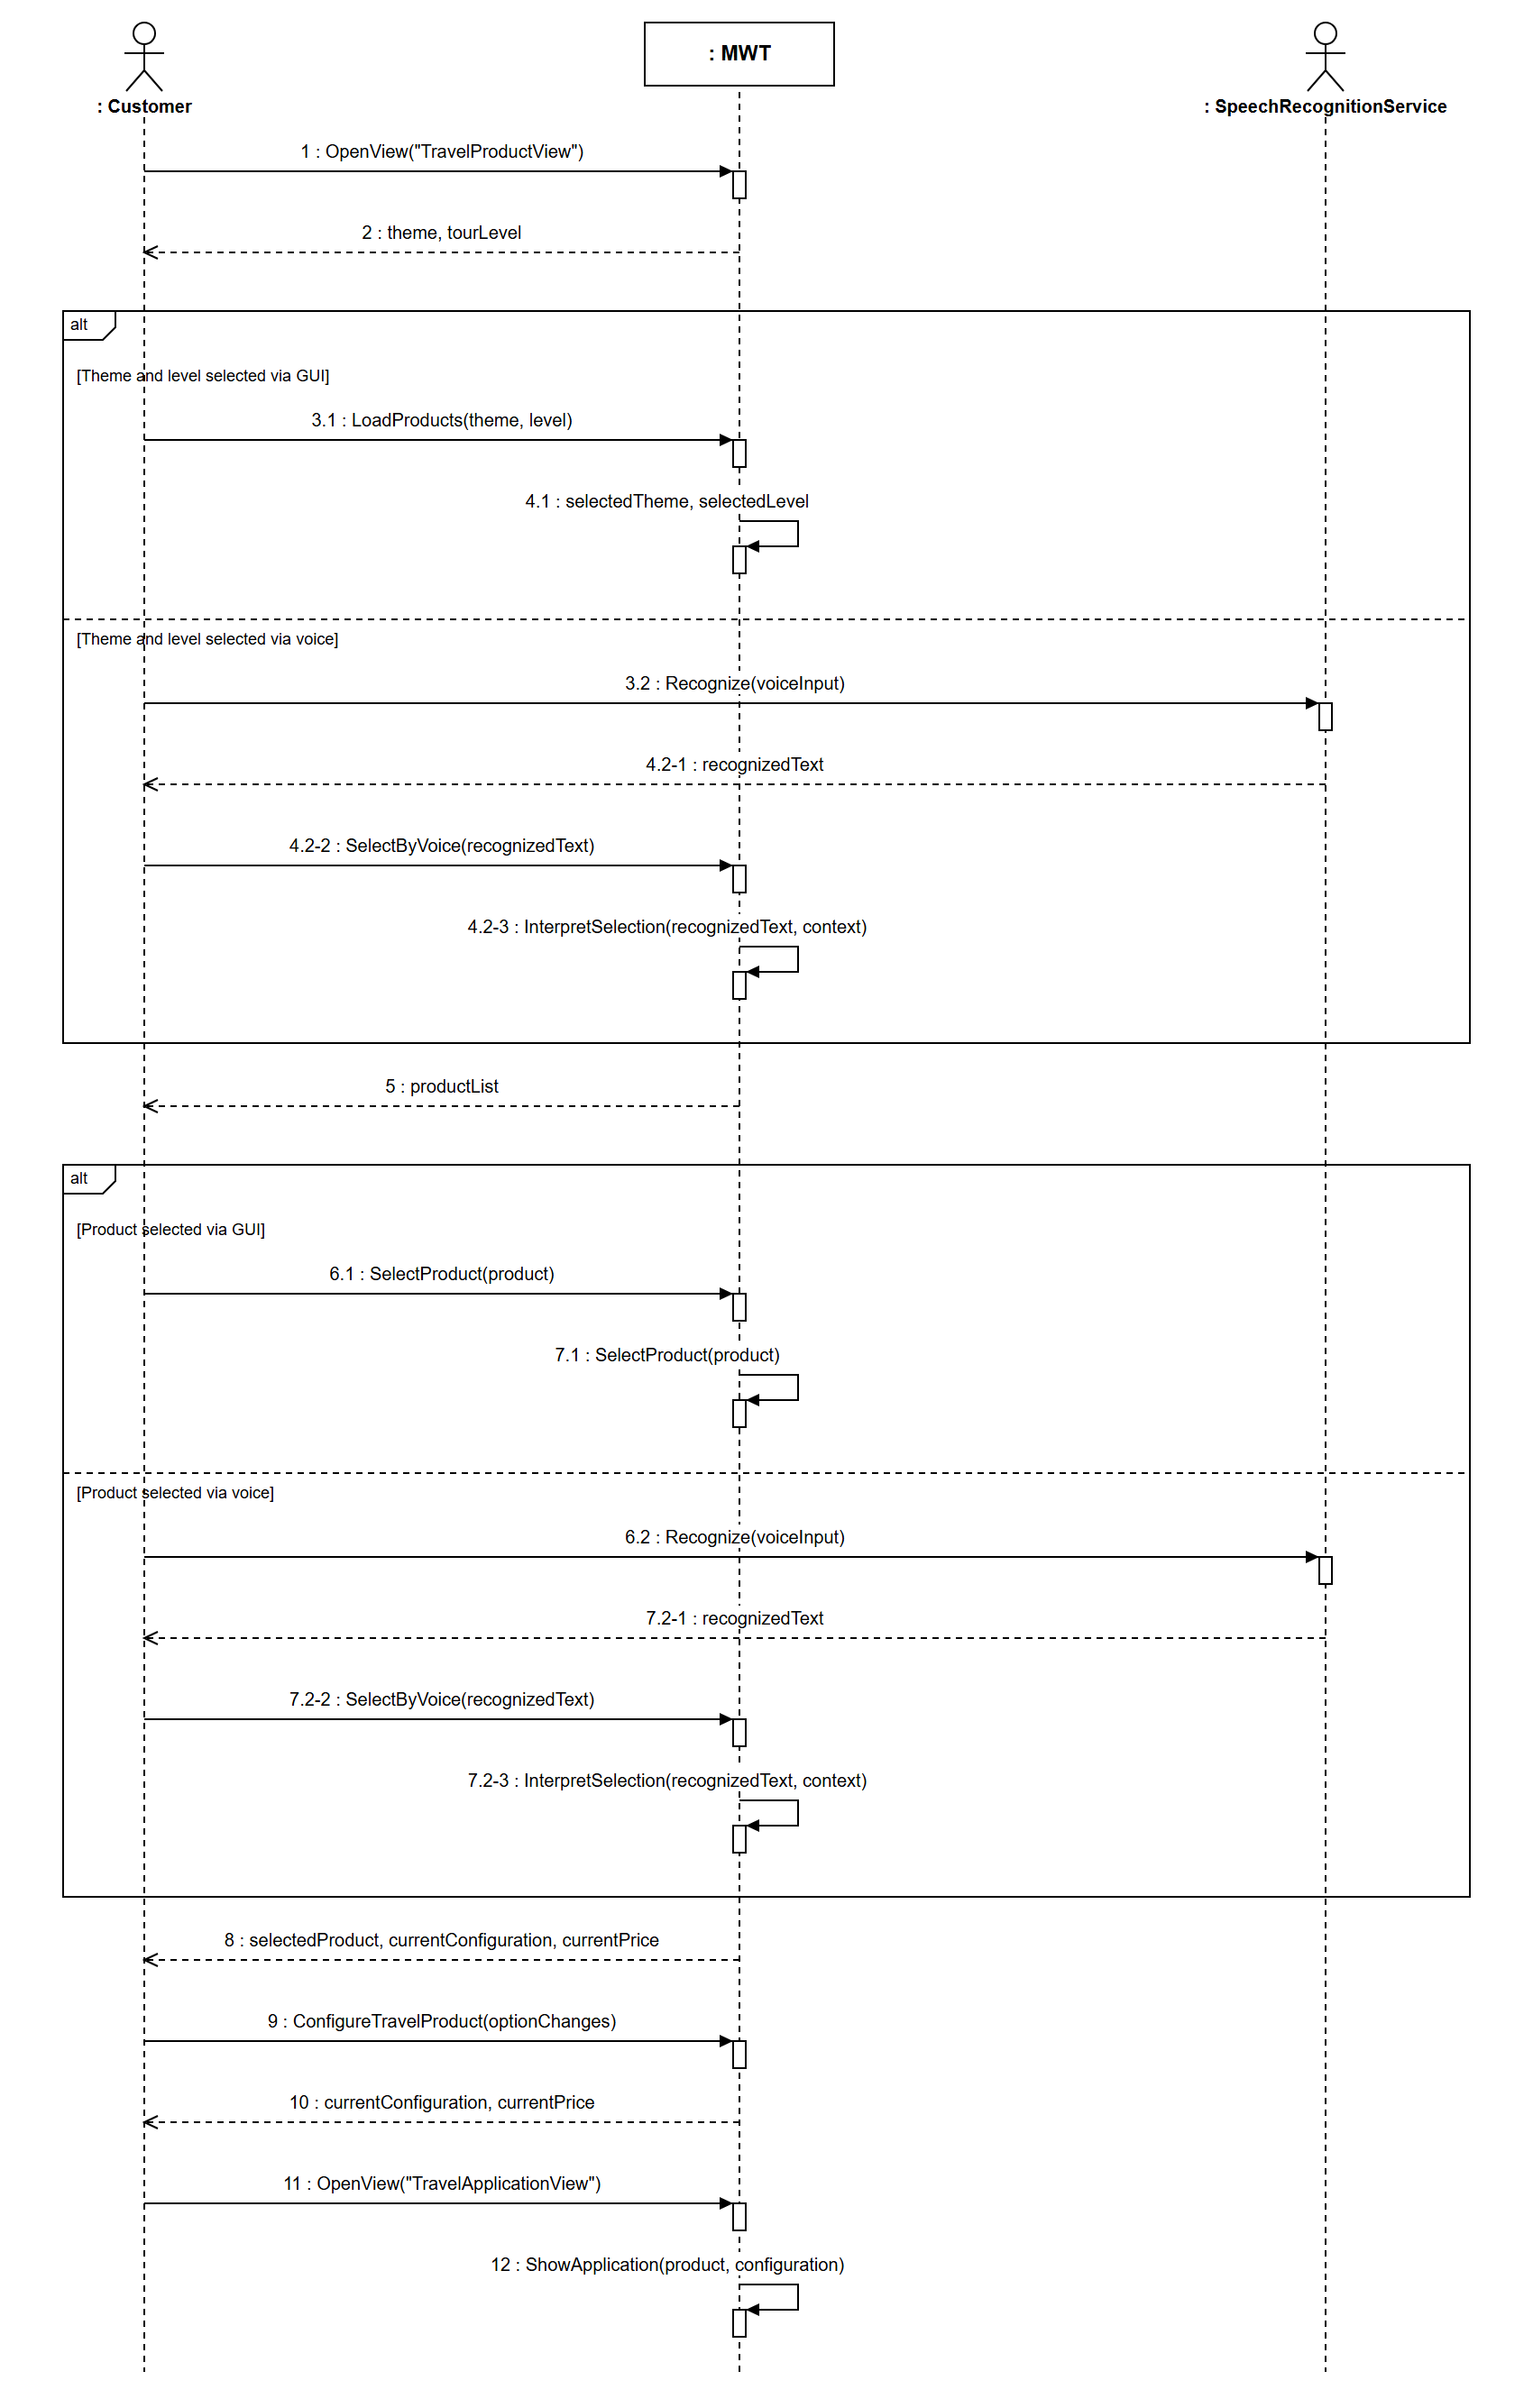 : Customer
: MWT
: SpeechRecognitionService
1 : OpenView("TravelProductView")
2 : theme, tourLevel
alt
[Theme and level selected via GUI]
3.1 : LoadProducts(theme, level)
4.1 : selectedTheme, selectedLevel
[Theme and level selected via voice]
3.2 : Recognize(voiceInput)
4.2-1 : recognizedText
4.2-2 : SelectByVoice(recognizedText)
4.2-3 : InterpretSelection(recognizedText, context)
5 : productList
alt
[Product selected via GUI]
6.1 : SelectProduct(product)
7.1 : SelectProduct(product)
[Product selected via voice]
6.2 : Recognize(voiceInput)
7.2-1 : recognizedText
7.2-2 : SelectByVoice(recognizedText)
7.2-3 : InterpretSelection(recognizedText, context)
8 : selectedProduct, currentConfiguration, currentPrice
9 : ConfigureTravelProduct(optionChanges)
10 : currentConfiguration, currentPrice
11 : OpenView("TravelApplicationView")
12 : ShowApplication(product, configuration)